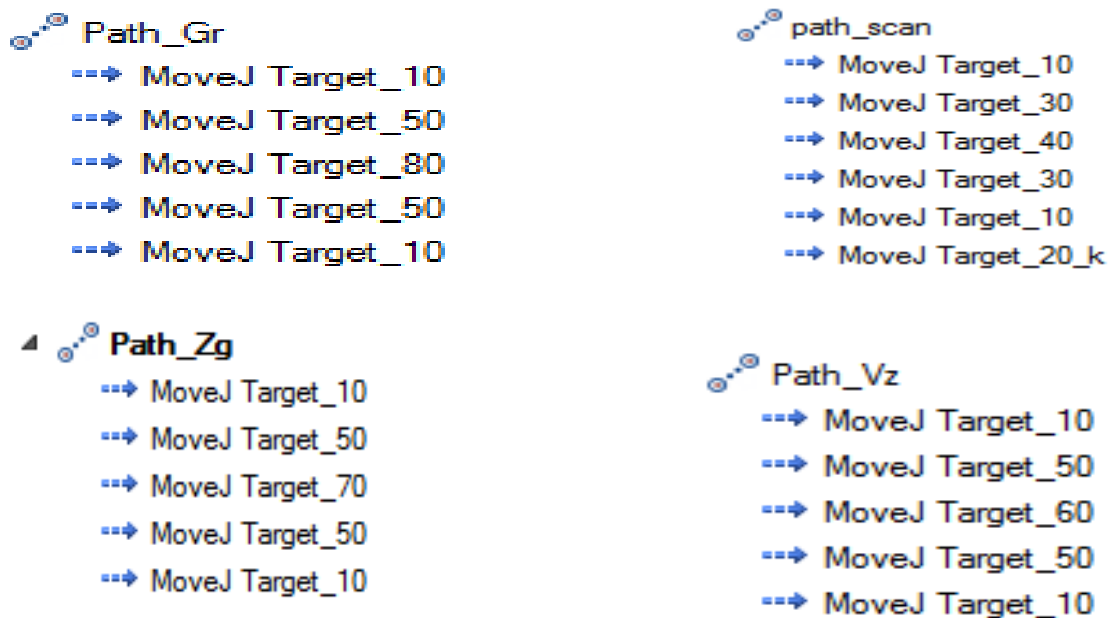 Path_Gr
MoveJ Target_10
MoveJ Target_50
MoveJ Target_80
MoveJ Target_50
MoveJ Target_10
path_scan
MoveJ Target_10
MoveJ Target_30
MoveJ Target_40
MoveJ Target_30
MoveJ Target_10
MoveJ Target_20_k
Path_Zg
MoveJ Target_10
MoveJ Target_50
MoveJ Target_70
MoveJ Target_50
MoveJ Target_10
Path_Vz
MoveJ Target_10
MoveJ Target_50
MoveJ Target_60
MoveJ Target_50
MoveJ Target_10